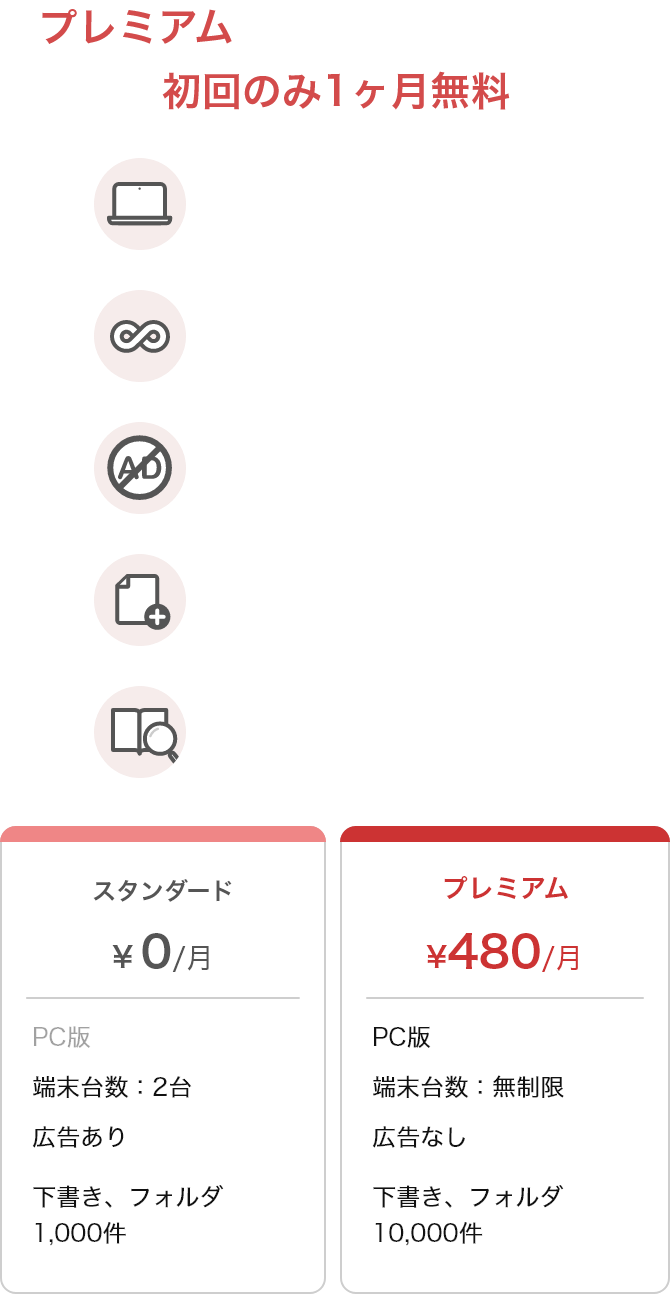 プレミアム
初回のみ1ヶ月無料
AD
スタンダード
¥0/月
PC版
端末台数：2台
広告あり
下書き、フォルダ
1,000件
プレミアム
¥480/月
PC版
端末台数：無制限
広告なし
下書き、フォルダ
10,000件